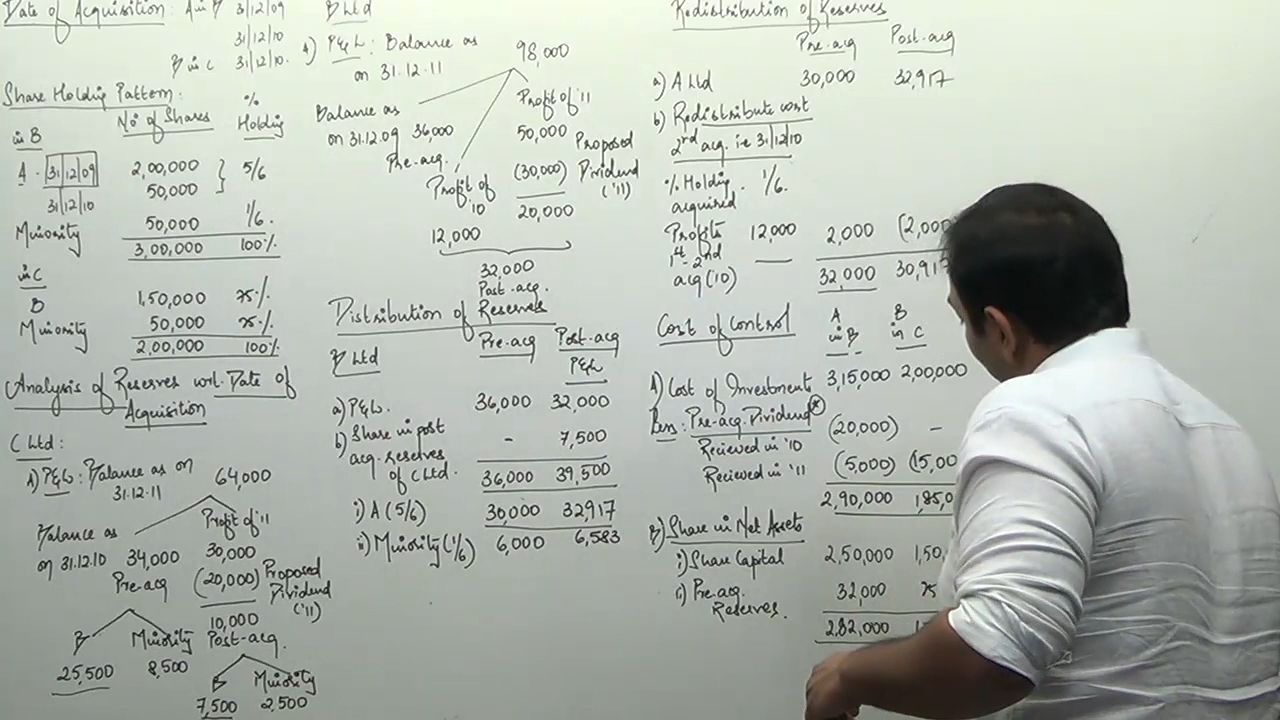 Date of Acquisition : A in B 31/12/09
31/12/10
B in C 31/12/10.
Share Holding Pattern :
No of Shares % Holding
in B
A - 31/12/09 2,00,000 } 5/6
31/12/10 50,000
Minority 50,000 1/6.
3,00,000 100%
in C
B 1,50,000 75%
Minority 50,000 25%
2,00,000 100%
Analysis of Reserves wrt. Date of
Acquisition
C Ltd :
A) P&L : Balance as on 64,000
31.12.11
Balance as
on 31.12.10 34,000
Pre-acq
Profit of '11
30,000
(20,000) Proposed
Dividend
('11)
10,000
Post-acq.
B Minority
25,500 8,500
B Minority
7,500 2,500
B Ltd
A) P&L : Balance as 98,000
on 31.12.11
Balance as
on 31.12.09 36,000
Pre-acq.
Profit of
'10
12,000
Profit of '11
50,000
(30,000) Proposed
Dividend
('11)
20,000
32,000
Post-acq.
Distribution of Reserves
B Ltd Pre-acq Post-acq
P&L
a) P&L. 36,000 32,000
b) Share in post - 7,500
acq. reserves
of C Ltd. 36,000 39,500
i) A (5/6) 30,000 32,917
ii) Minority (1/6) 6,000 6,583
Redistribution of Reserves
Pre-acq Post-acq
a) A Ltd 30,000 32,917
b) Redistribute cost
2nd acq. i.e 31/12/10
% Holding - 1/6.
acquired
Profits 12,000 2,000 (2,000
1st - 2nd
acq (10) 32,000 30,917
Cost of Control A in B B in C
A) Cost of Investment 3,15,000 2,00,000
Less : Pre-acq. Dividend *
Recieved in '10 (20,000) -
Recieved in '11 (5,000) (15,00
2,90,000 1,85,0
B) Share in Net Assets
i) Share Capital 2,50,000 1,50,
ii) Pre-acq. 32,000
Reserves.
2,82,000